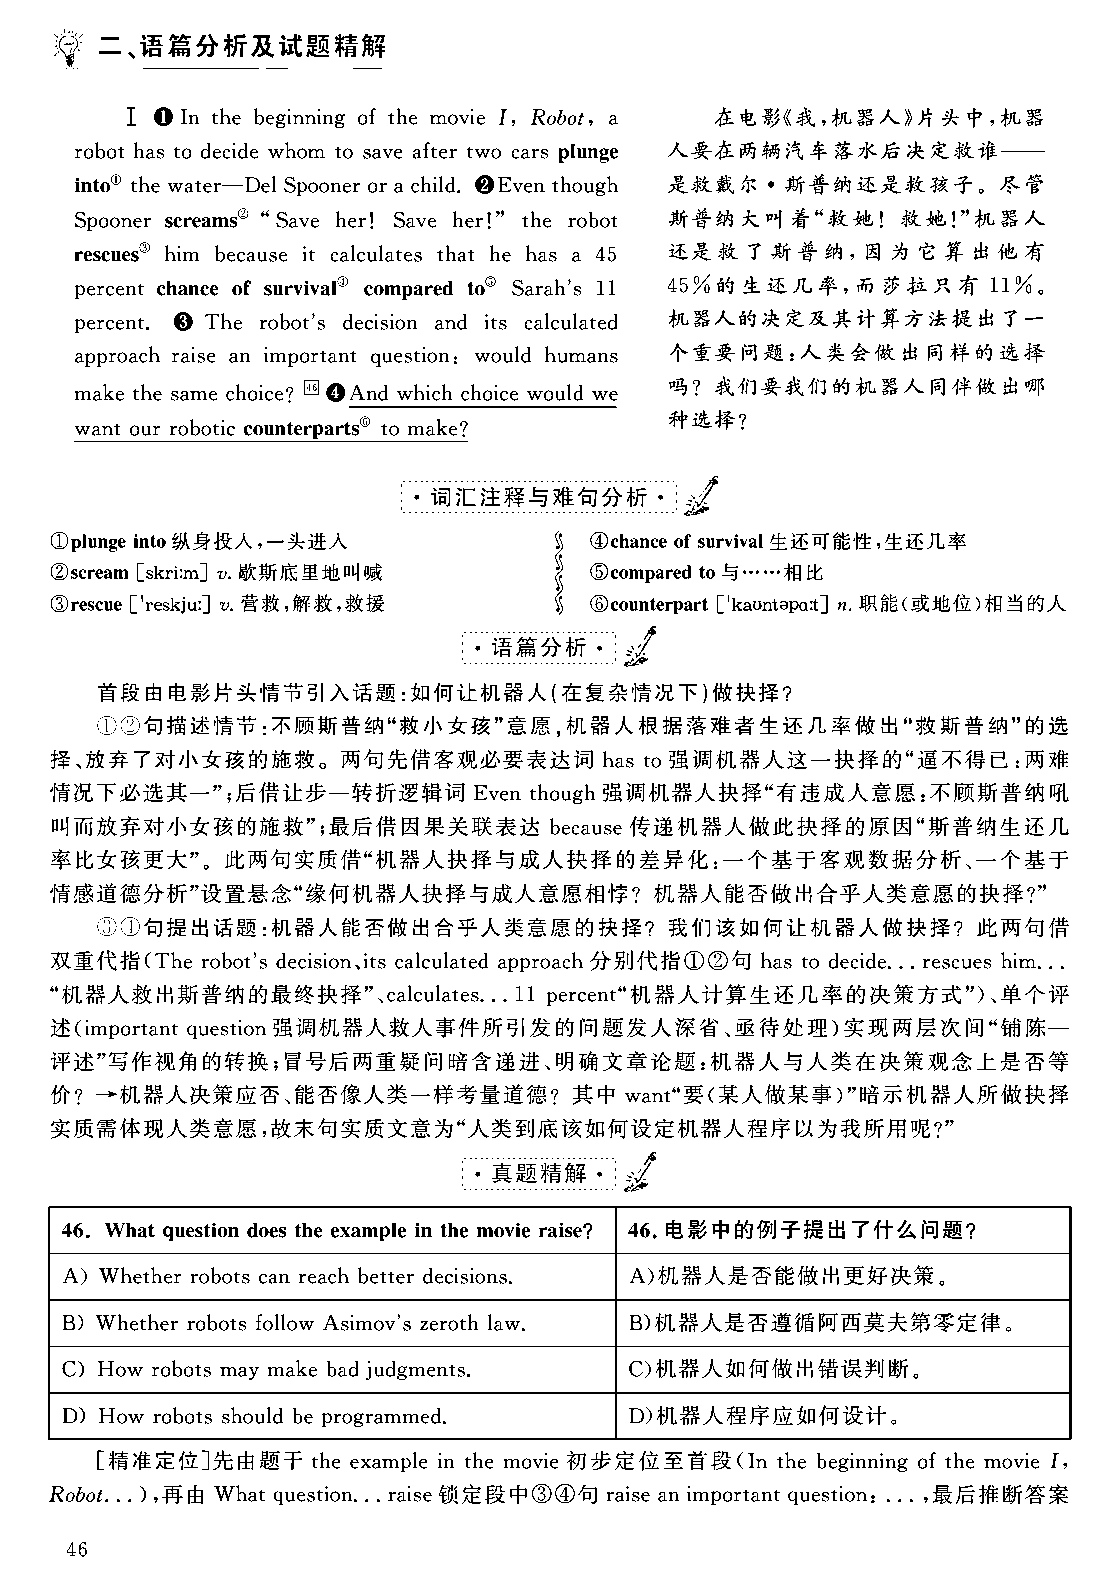 二、语篇分析及试题精解
Ⅰ ❶In the beginning of the movie I, Robot, a
robot has to decide whom to save after two cars plunge
into① the water—Del Spooner or a child. ❷Even though
Spooner screams② “Save her! Save her!” the robot
rescues③ him because it calculates that he has a 45
percent chance of survival④ compared to⑤ Sarah's 11
percent. ❸ The robot's decision and its calculated
approach raise an important question: would humans
make the same choice? 46 ❹And which choice would we
want our robotic counterparts⑥ to make?
在电影《我,机器人》片头中,机器
人要在两辆汽车落水后决定救谁——
是救戴尔·斯普纳还是救孩子。尽管
斯普纳大叫着“救她!救她!”机器人
还是救了斯普纳,因为它算出他有
45%的生还几率,而莎拉只有 11%。
机器人的决定及其计算方法提出了一
个重要问题:人类会做出同样的选择
吗?我们要我们的机器人同伴做出哪
种选择?
·词汇注释与难句分析·
①plunge into 纵身投入,一头进入
②scream [skriːm] v. 歇斯底里地叫喊
③rescue [ˈreskjuː] v. 营救,解救,救援
④chance of survival 生还可能性,生还几率
⑤compared to 与……相比
⑥counterpart [ˈkaʊntəpɑːt] n. 职能(或地位)相当的人
·语篇分析·
首段由电影片头情节引入话题:如何让机器人(在复杂情况下)做抉择?
①②句描述情节:不顾斯普纳“救小女孩”意愿,机器人根据落难者生还几率做出“救斯普纳”的选
择、放弃了对小女孩的施救。两句先借客观必要表达词 has to 强调机器人这一抉择的“逼不得已:两难
情况下必选其一”;后借让步—转折逻辑词 Even though 强调机器人抉择“有违成人意愿:不顾斯普纳吼
叫而放弃对小女孩的施救”;最后借因果关联表达 because 传递机器人做此抉择的原因“斯普纳生还几
率比女孩更大”。此两句实质借“机器人抉择与成人抉择的差异化:一个基于客观数据分析、一个基于
情感道德分析”设置悬念“缘何机器人抉择与成人意愿相悖?机器人能否做出合乎人类意愿的抉择?”
③④句提出话题:机器人能否做出合乎人类意愿的抉择?我们该如何让机器人做抉择?此两句借
双重代指(The robot's decision、its calculated approach 分别代指①②句 has to decide... rescues him...
“机器人救出斯普纳的最终抉择”、calculates... 11 percent“机器人计算生还几率的决策方式”)、单个评
述(important question 强调机器人救人事件所引发的问题发人深省、亟待处理)实现两层次间“铺陈—
评述”写作视角的转换;冒号后两重疑问暗含递进、明确文章论题:机器人与人类在决策观念上是否等
价?→机器人决策应否、能否像人类一样考量道德?其中 want“要(某人做某事)”暗示机器人所做抉择
实质需体现人类意愿,故末句实质文意为“人类到底该如何设定机器人程序以为我所用呢?”
·真题精解·
46. What question does the example in the movie raise?
46. 电影中的例子提出了什么问题?
A) Whether robots can reach better decisions.
A)机器人是否能做出更好决策。
B) Whether robots follow Asimov's zeroth law.
B)机器人是否遵循阿西莫夫第零定律。
C) How robots may make bad judgments.
C)机器人如何做出错误判断。
D) How robots should be programmed.
D)机器人程序应如何设计。
[精准定位]先由题干 the example in the movie 初步定位至首段(In the beginning of the movie I,
Robot...),再由 What question... raise 锁定段中③④句 raise an important question: ...,最后推断答案
46